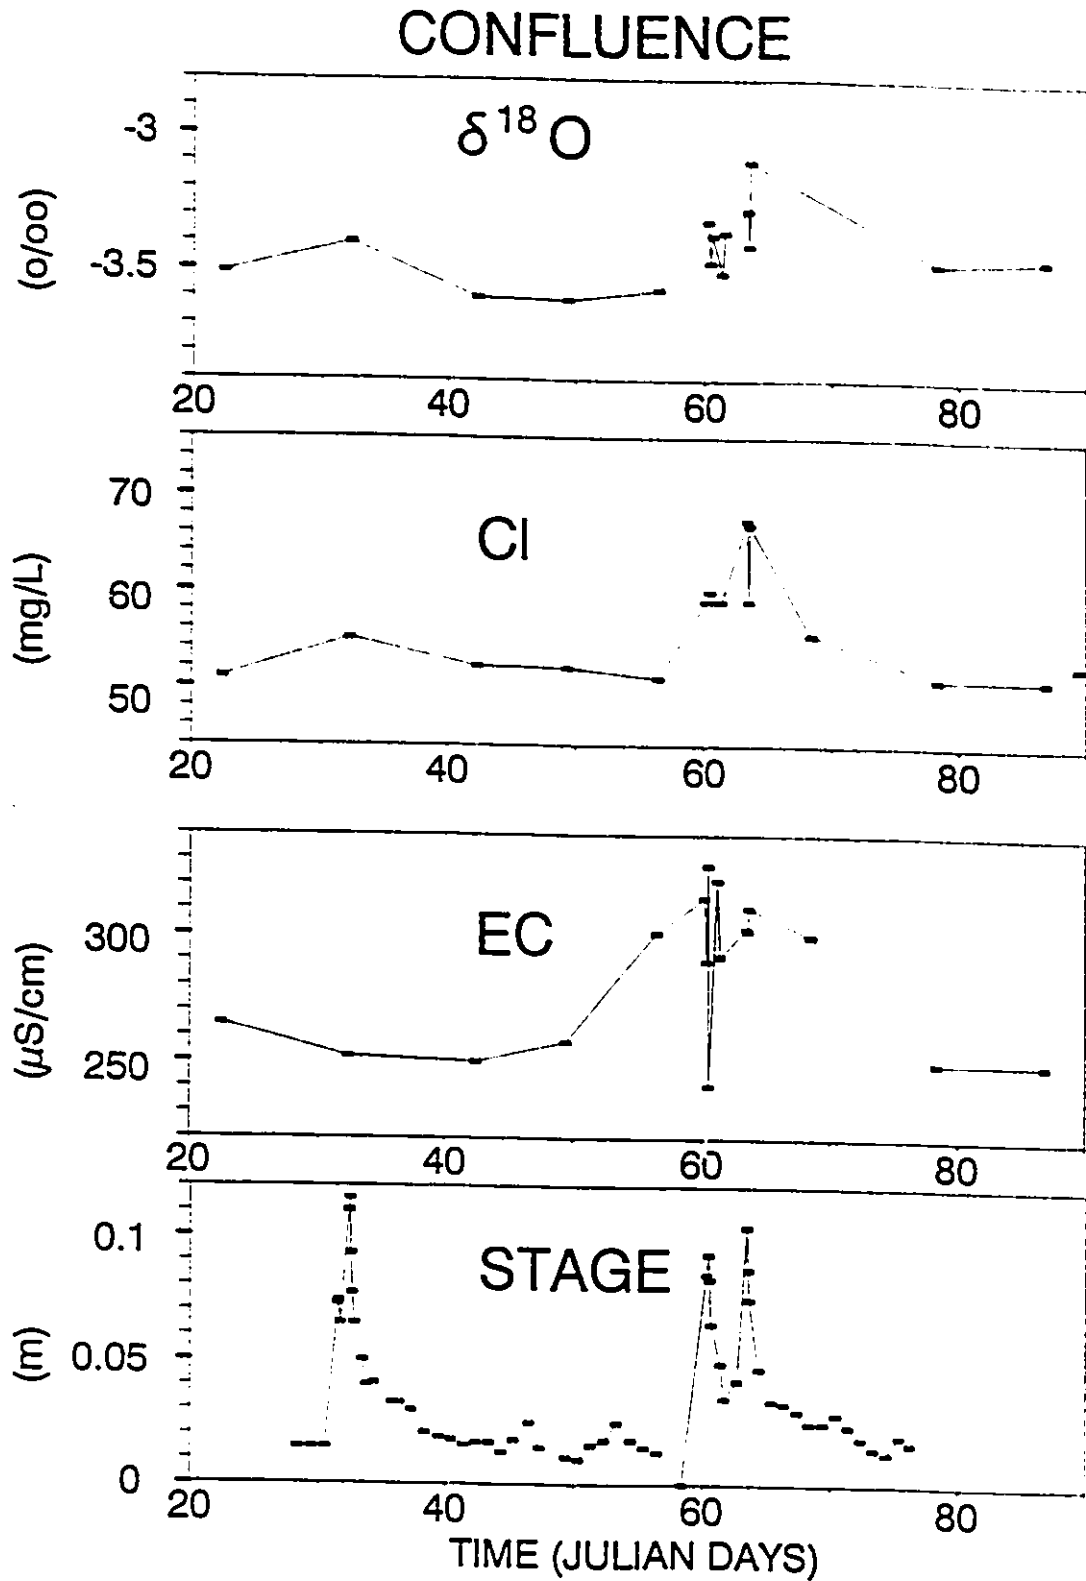 CONFLUENCE
δ ¹⁸ O
-3
-3.5
(o/oo)
20 40 60 80
Cl
70
60
50
(mg/L)
20 40 60 80
EC
300
250
(μS/cm)
20 40 60 80
STAGE
0.1
0.05
0
(m)
20 40 60 80
TIME (JULIAN DAYS)